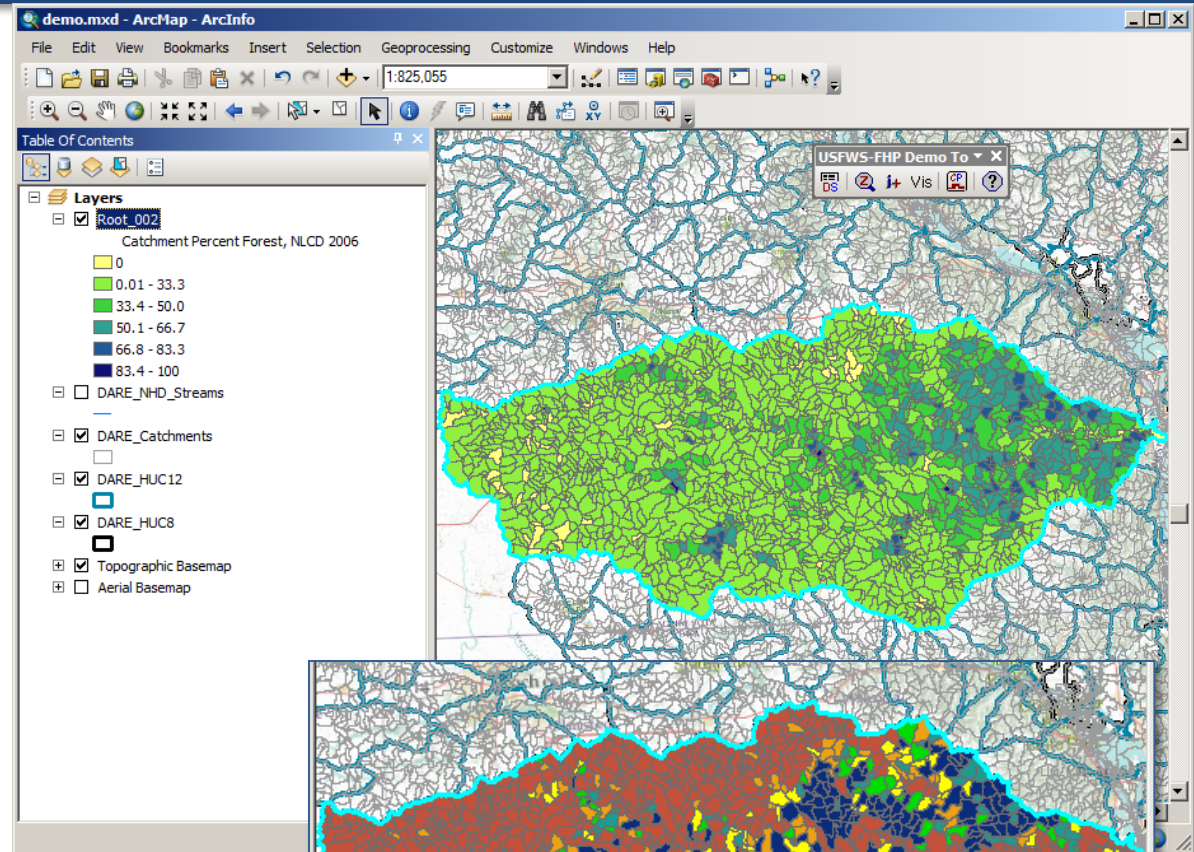 demo.mxd - ArcMap - ArcInfo
File Edit View Bookmarks Insert Selection Geoprocessing Customize Windows Help
1:825,055
XY
Table Of Contents
USFWS-FHP Demo To
DS Z i+ Vis CP ?
Layers
Root_002
Catchment Percent Forest, NLCD 2006
0
0.01 - 33.3
33.4 - 50.0
50.1 - 66.7
66.8 - 83.3
83.4 - 100
DARE_NHD_Streams
DARE_Catchments
DARE_HUC12
DARE_HUC8
Topographic Basemap
Aerial Basemap